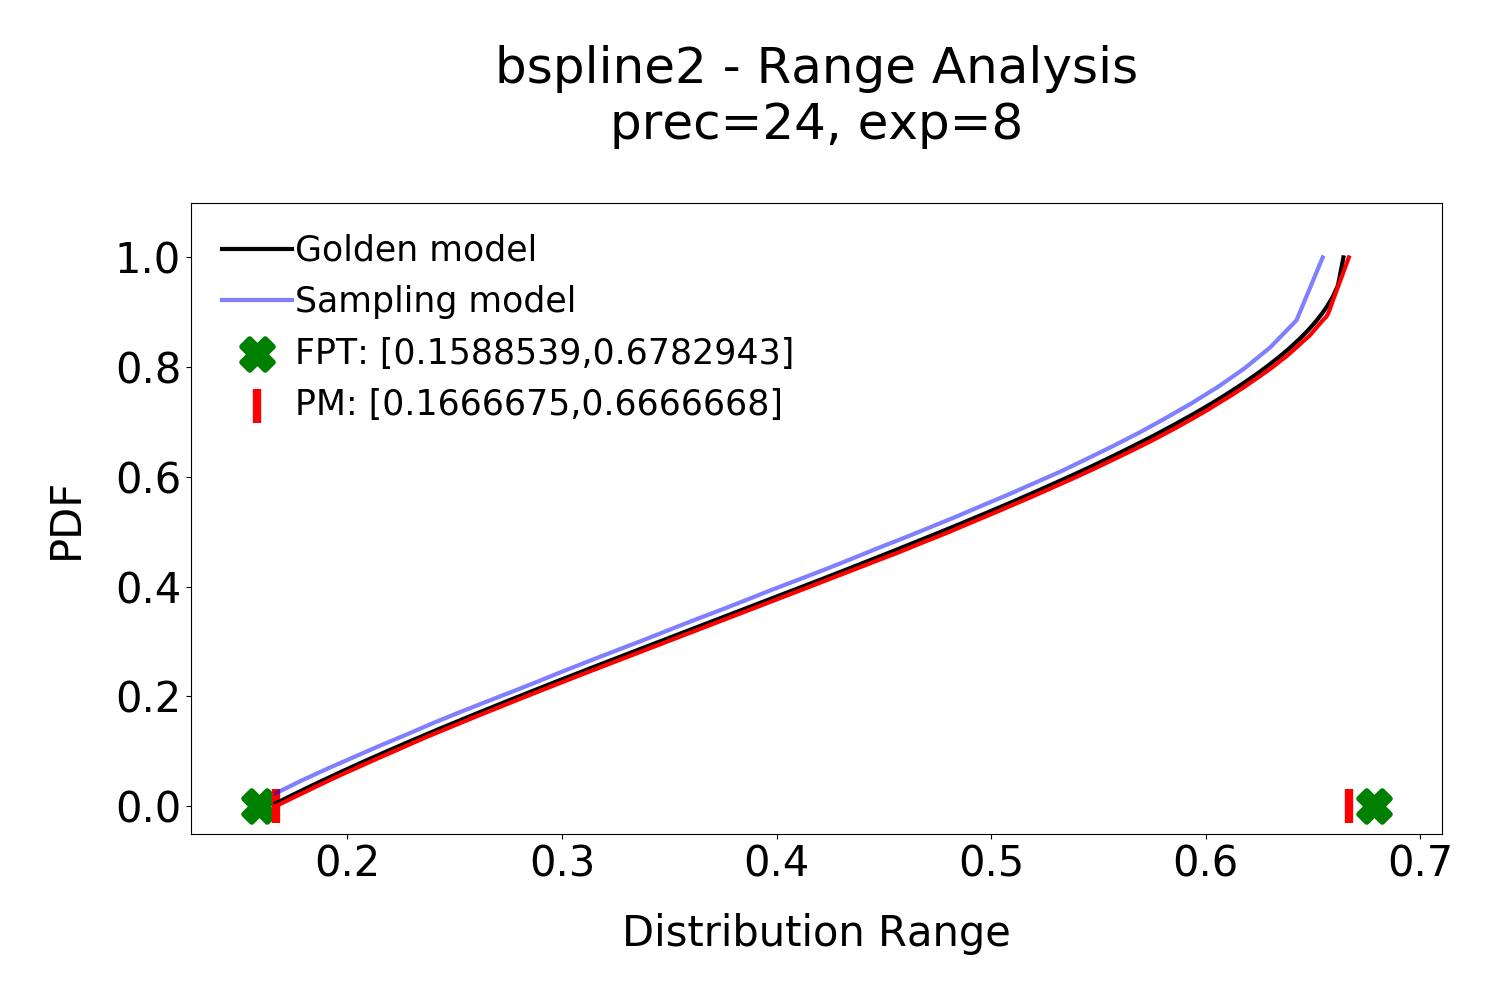 bspline2 - Range Analysis
prec=24, exp=8
Golden model
Sampling model
FPT: [0.1588539,0.6782943]
PM: [0.1666675,0.6666668]
1.0
0.8
0.6
0.4
0.2
0.0
PDF
0.2 0.3 0.4 0.5 0.6 0.7
Distribution Range